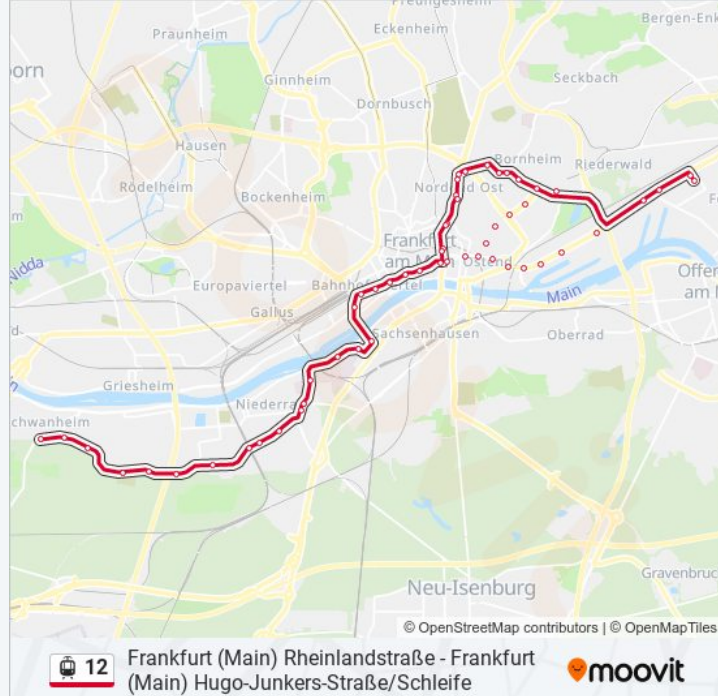 Preungesheim
Praunheim
Bergen-Enk
Eckenheim
Ginnheim
Seckbach
Dornbusch
Hausen
Bornheim
Riederwald
Rödelheim
Bockenheim
Nordend Ost
Frankfurt
am Main
Ostend
Nidda
Europaviertel
Bahnhofsviertel
Offen
am M
Gallus
Main
Sachsenhausen
Oberrad
Griesheim
Niederra
chwanheim
Neu-Isenburg
Gravenbruc
© OpenStreetMap contributors | © OpenMapTiles
12
Frankfurt (Main) Rheinlandstraße - Frankfurt
(Main) Hugo-Junkers-Straße/Schleife
moovit